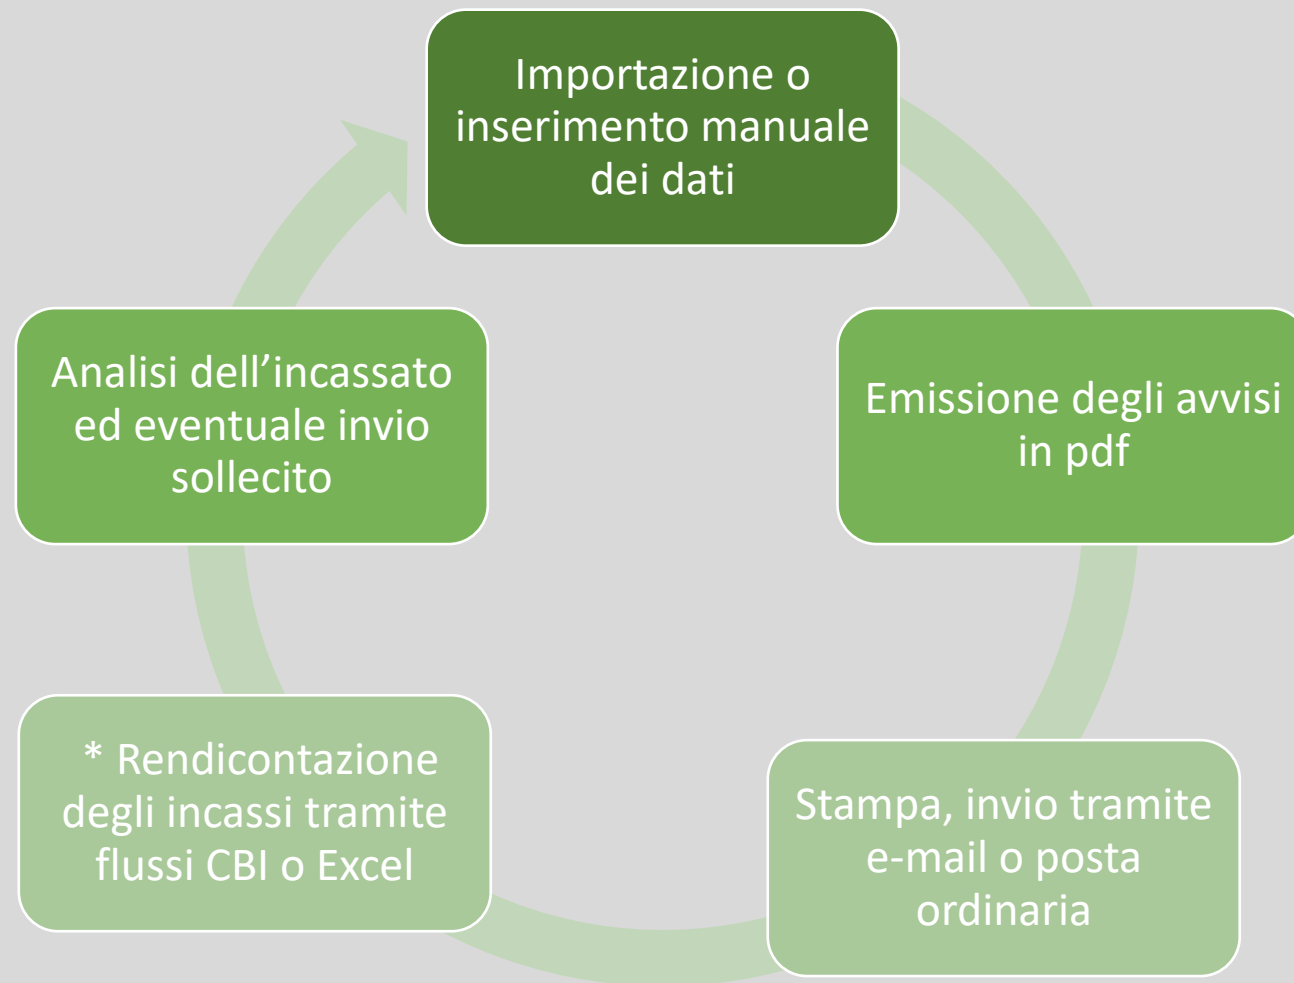 Importazione o
inserimento manuale
dei dati
Emissione degli avvisi
in pdf
Stampa, invio tramite
e-mail o posta
ordinaria
* Rendicontazione
degli incassi tramite
flussi CBI o Excel
Analisi dell’incassato
ed eventuale invio
sollecito